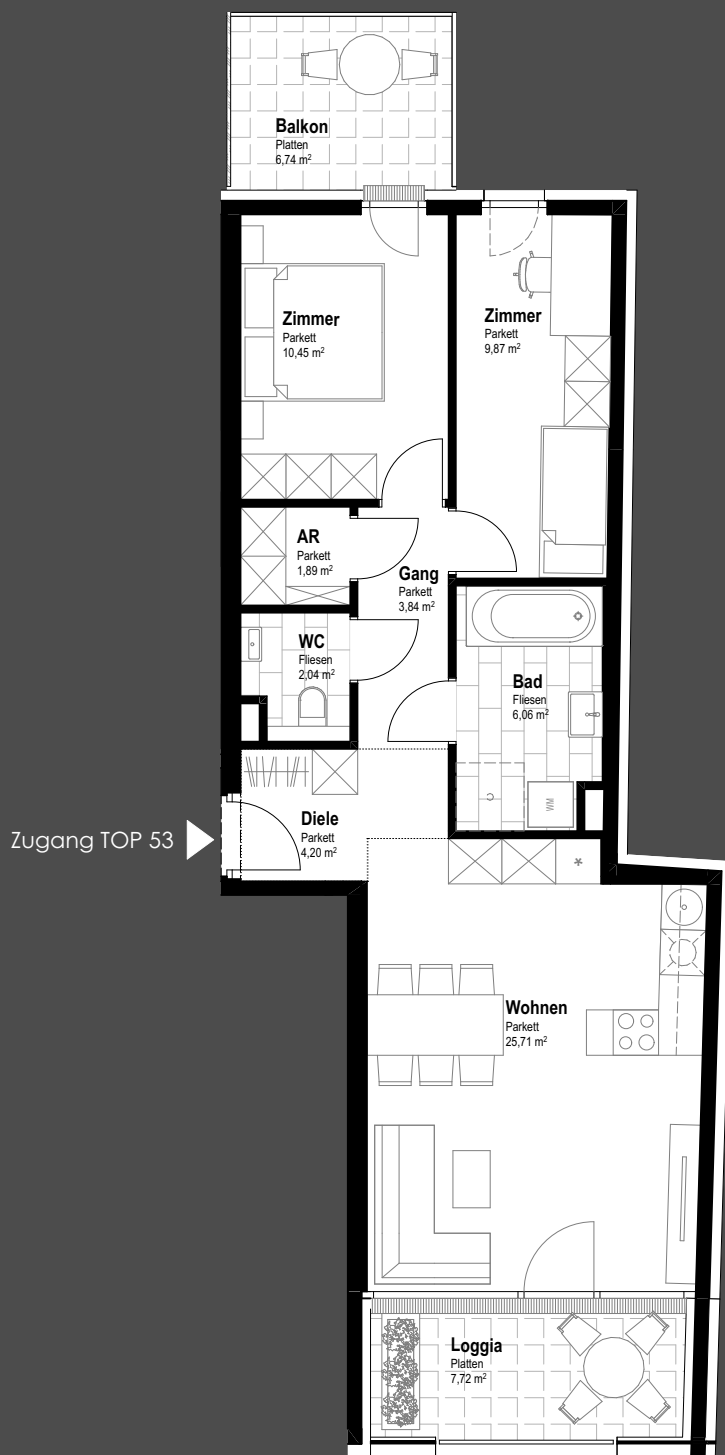 Balkon
Platten
6,74 m²
Zimmer
Parkett
10,45 m²
Zimmer
Parkett
9,87 m²
AR
Parkett
1,89 m²
Gang
Parkett
3,84 m²
WC
Fliesen
2,04 m²
Bad
Fliesen
6,06 m²
WM
Diele
Parkett
4,20 m²
Zugang TOP 53
*
Wohnen
Parkett
25,71 m²
Loggia
Platten
7,72 m²